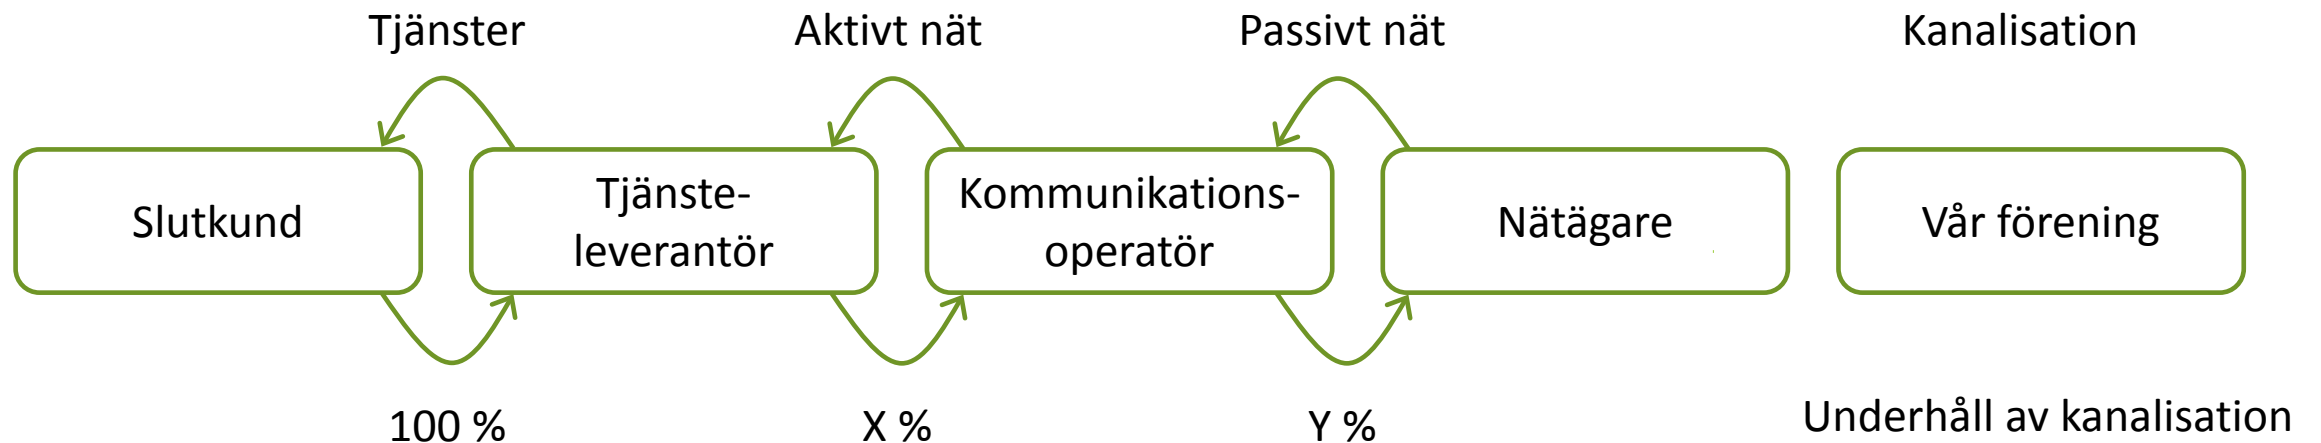 Tjänster
Aktivt nät
Passivt nät
Kanalisation
Slutkund
Tjänste-
leverantör
Kommunikations-
operatör
Nätägare
Vår förening
100 %
X %
Y %
Underhåll av kanalisation